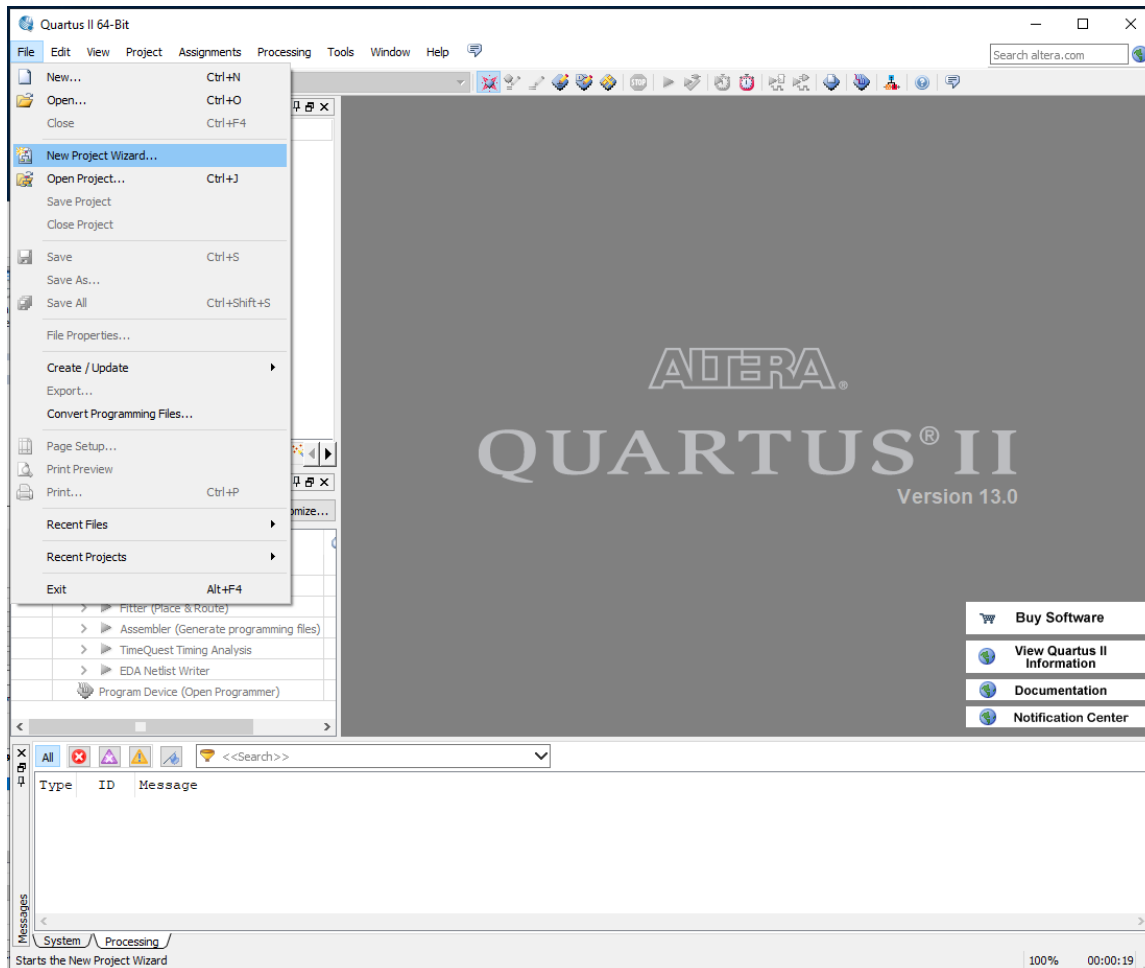 Quartus II 64-Bit
File Edit View Project Assignments Processing Tools Window Help
Search altera.com
New... Ctrl+N
Open... Ctrl+O
Close Ctrl+F4
New Project Wizard...
Open Project... Ctrl+J
Save Project
Close Project
Save Ctrl+S
Save As...
Save All Ctrl+Shift+S
File Properties...
Create / Update
Export...
Convert Programming Files...
Page Setup...
Print Preview
Print... Ctrl+P
Recent Files
Recent Projects
Exit Alt+F4
STOP
Fitter (Place & Route)
Assembler (Generate programming files)
TimeQuest Timing Analysis
EDA Netlist Writer
Program Device (Open Programmer)
ALTERA®
QUARTUS® II
Version 13.0
Buy Software
View Quartus II
Information
Documentation
Notification Center
All <<Search>>
Type ID Message
Messages
System Processing
Starts the New Project Wizard 100% 00:00:19